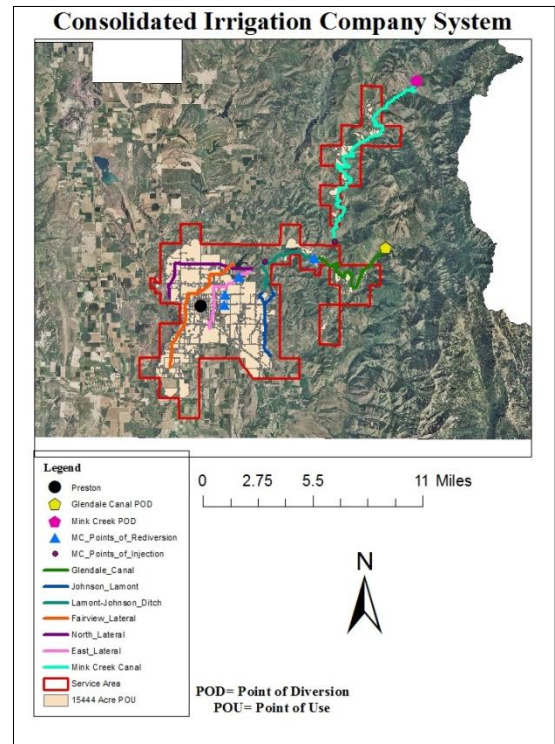 Consolidated Irrigation Company System
Legend
Preston
Glendale Canal POD
Mink Creek POD
MC_Points_of_Rediversion
MC_Points_of_Injection
Glendale_Canal
Johnson_Lamont
Lamont-Johnson_Ditch
Fairview_Lateral
North_Lateral
East_Lateral
Mink Creek Canal
Service Area
15444 Acre POU
0 2.75 5.5 11 Miles
N
POD= Point of Diversion
POU= Point of Use